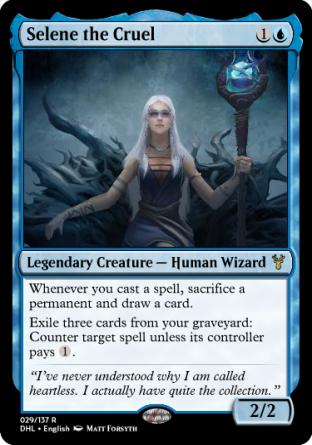 Selene the Cruel 1
Legendary Creature — Human Wizard
Whenever you cast a spell, sacrifice a
permanent and draw a card.
Exile three cards from your graveyard:
Counter target spell unless its controller
pays 1.
“I’ve never understood why I am called
heartless. I actually have quite the collection.”
2/2
029/137 R
DHL • English Matt Forsyth